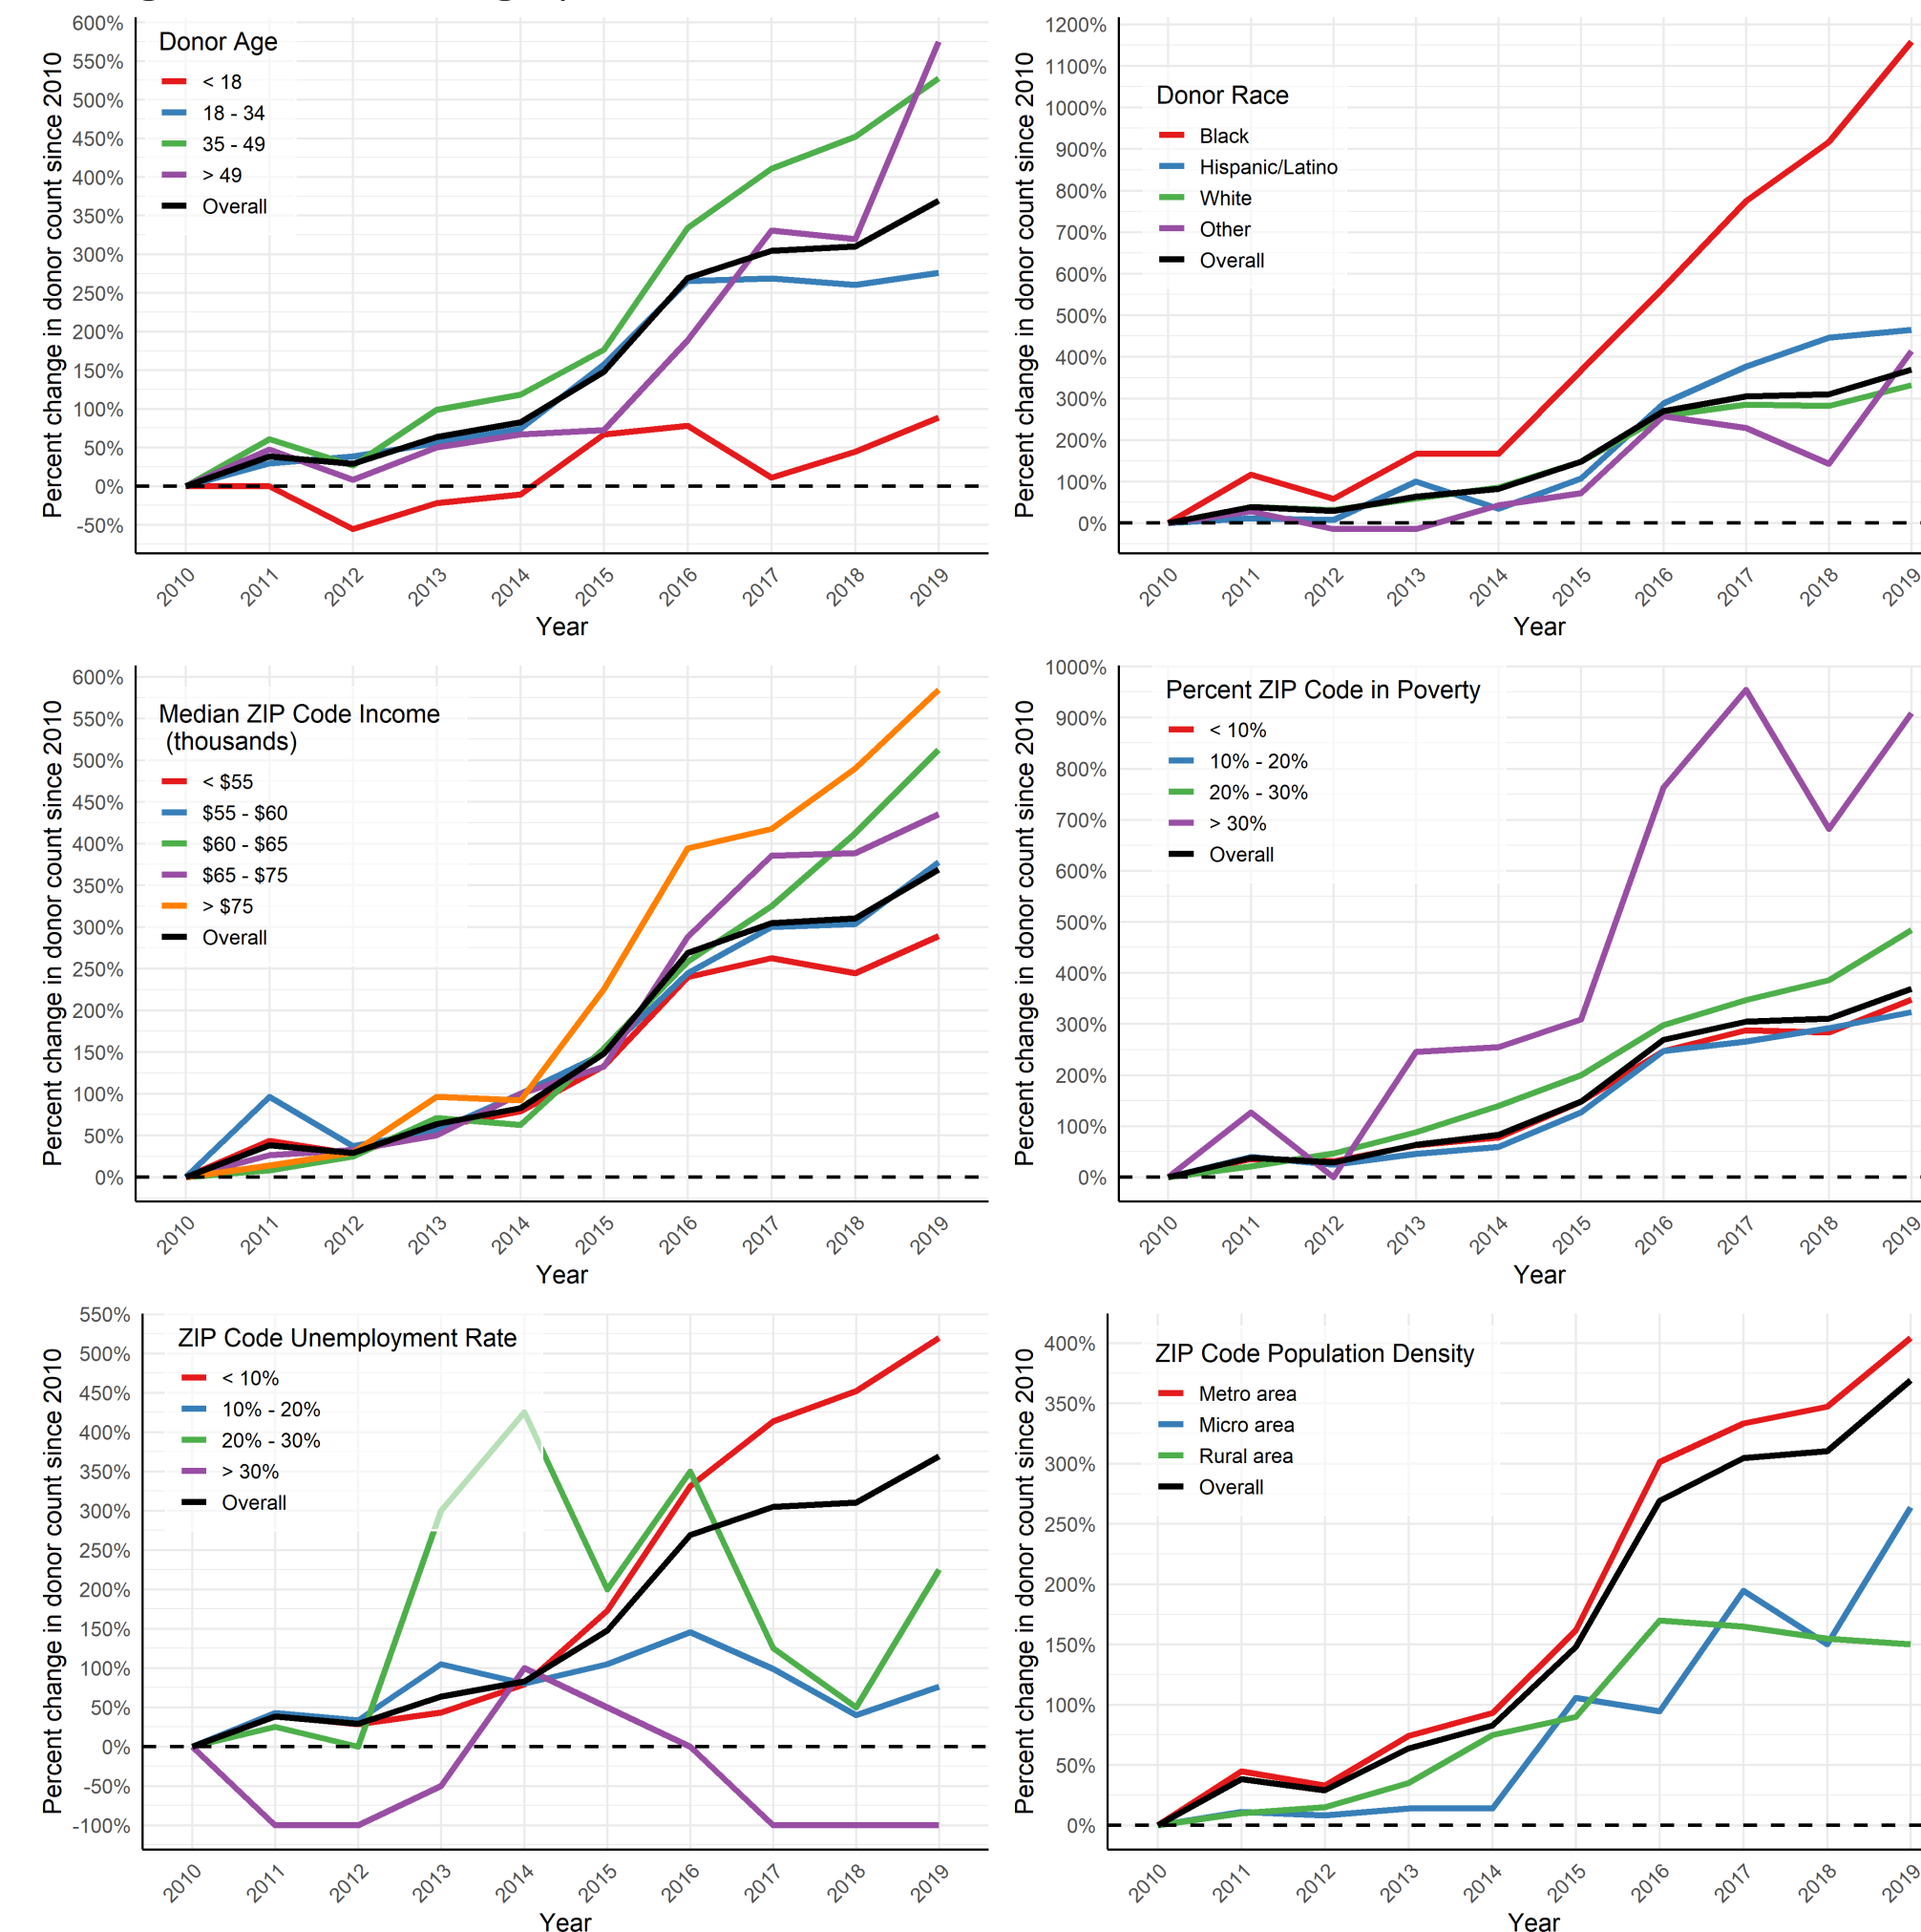 600%
550%
500%
450%
400%
350%
300%
250%
200%
150%
100%
50%
0%
-50%
Percent change in donor count since 2010
Donor Age
< 18
18 - 34
35 - 49
> 49
Overall
2010 2011 2012 2013 2014 2015 2016 2017 2018 2019
Year
1200%
1100%
1000%
900%
800%
700%
600%
500%
400%
300%
200%
100%
0%
Percent change in donor count since 2010
Donor Race
Black
Hispanic/Latino
White
Other
Overall
2010 2011 2012 2013 2014 2015 2016 2017 2018 2019
Year
600%
550%
500%
450%
400%
350%
300%
250%
200%
150%
100%
50%
0%
Percent change in donor count since 2010
Median ZIP Code Income
(thousands)
< $55
$55 - $60
$60 - $65
$65 - $75
> $75
Overall
2010 2011 2012 2013 2014 2015 2016 2017 2018 2019
Year
1000%
900%
800%
700%
600%
500%
400%
300%
200%
100%
0%
Percent change in donor count since 2010
Percent ZIP Code in Poverty
< 10%
10% - 20%
20% - 30%
> 30%
Overall
2010 2011 2012 2013 2014 2015 2016 2017 2018 2019
Year
550%
500%
450%
400%
350%
300%
250%
200%
150%
100%
50%
0%
-50%
-100%
Percent change in donor count since 2010
ZIP Code Unemployment Rate
< 10%
10% - 20%
20% - 30%
> 30%
Overall
2010 2011 2012 2013 2014 2015 2016 2017 2018 2019
Year
400%
350%
300%
250%
200%
150%
100%
50%
0%
Percent change in donor count since 2010
ZIP Code Population Density
Metro area
Micro area
Rural area
Overall
2010 2011 2012 2013 2014 2015 2016 2017 2018 2019
Year